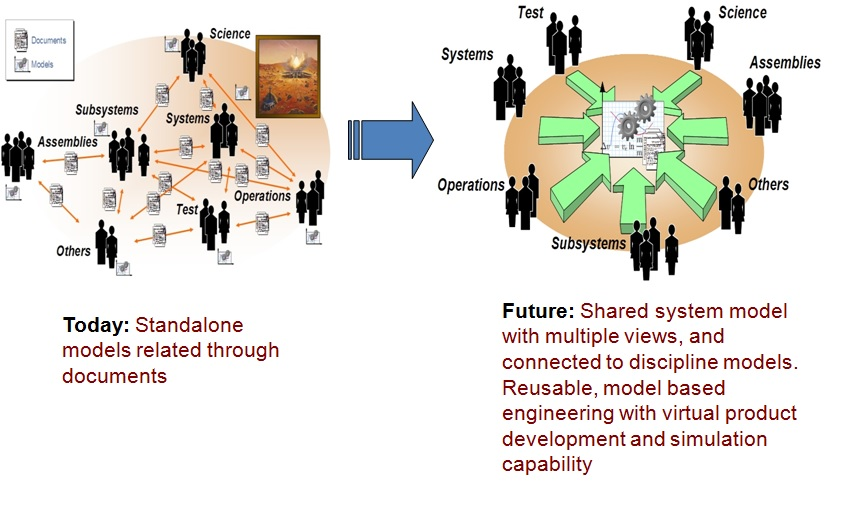 Documents
Models
Science
Subsystems
Systems
Assemblies
Operations
Test
Others
Today: Standalone
models related through
documents
Test
Science
Systems
Assemblies
Operations
Others
Subsystems
Future: Shared system model
with multiple views, and
connected to discipline models.
Reusable, model based
engineering with virtual product
development and simulation
capability